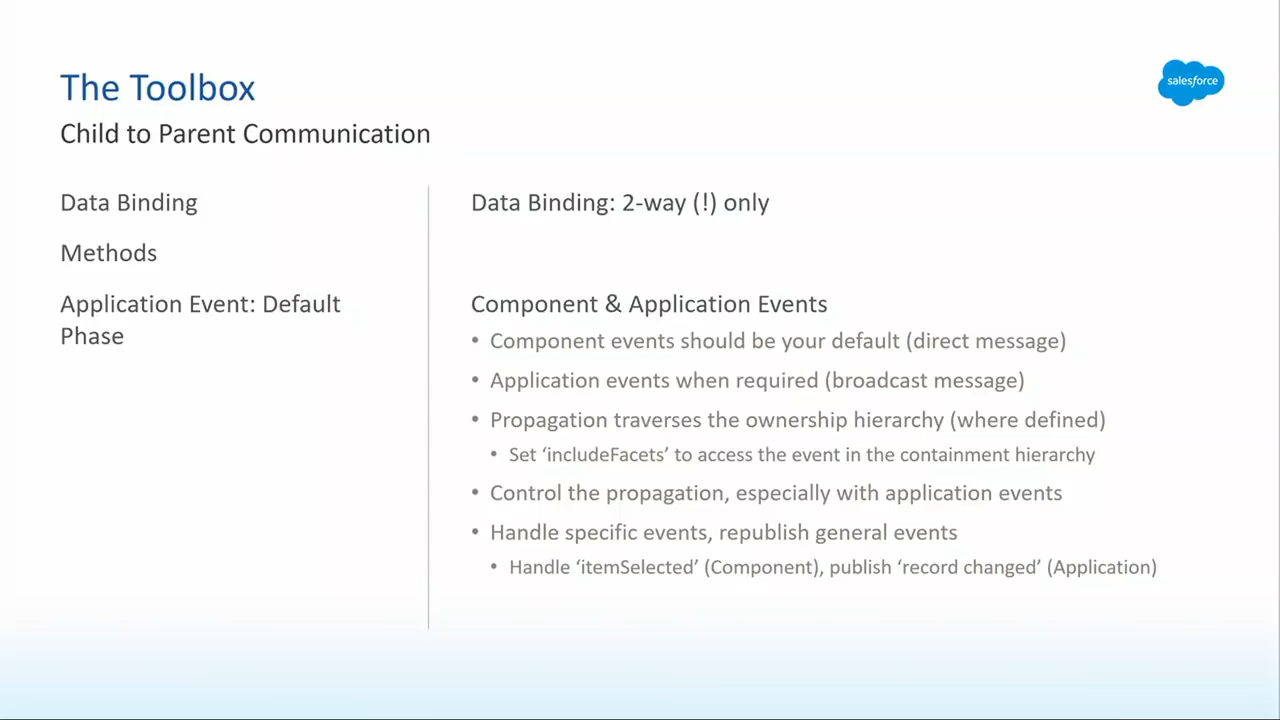 The Toolbox
salesforce
Child to Parent Communication
Data Binding
Methods
Application Event: Default
Phase
Data Binding: 2-way (!) only
Component & Application Events
• Component events should be your default (direct message)
• Application events when required (broadcast message)
• Propagation traverses the ownership hierarchy (where defined)
• Set ‘includeFacets’ to access the event in the containment hierarchy
• Control the propagation, especially with application events
• Handle specific events, republish general events
• Handle ‘itemSelected’ (Component), publish ‘record changed’ (Application)